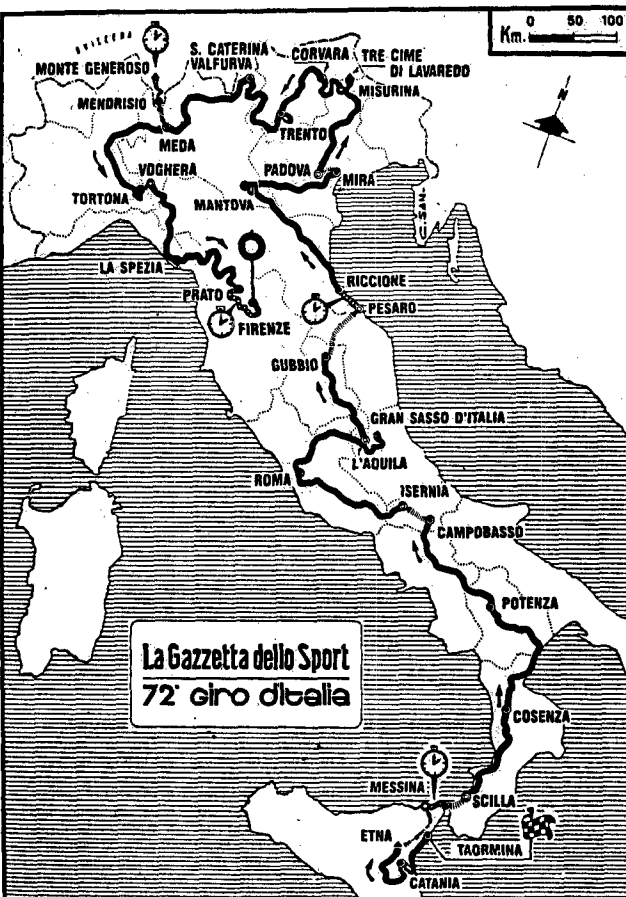 Km. 0 50 100
SVIZZERA
MONTE GENEROSO
S. CATERINA
VALFURVA
CORVARA
TRE CIME
DI LAVAREDO
MISURINA
MENDRISIO
N
MEDA
TRENTO
VOGHERA
PADOVA
MIRA
TORTONA
MANTOVA
LA SPEZIA
RICCIONE
PRATO
PESARO
FIRENZE
GUBBIO
GRAN SASSO D'ITALIA
L'AQUILA
ROMA
ISERNIA
CAMPOBASSO
POTENZA
La Gazzetta dello Sport
72° Giro d'Italia
COSENZA
MESSINA
SCILLA
ETNA
TAORMINA
CATANIA